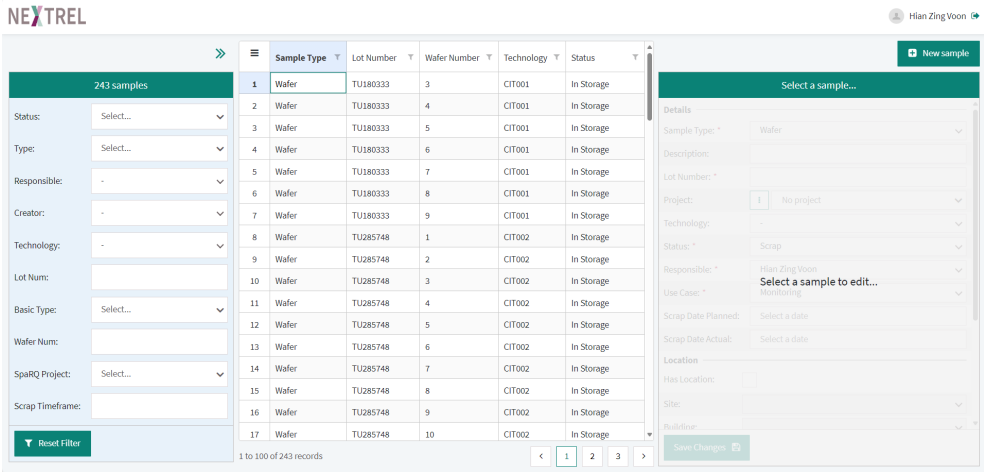 NEXTREL
Hian Zing Voon
New sample
243 samples
Status: Select...
Type: Select...
Responsible: -
Creator: -
Technology: -
Lot Num:
Basic Type: Select...
Wafer Num:
SpaRQ Project: Select...
Scrap Timeframe:
Reset Filter
Sample Type Lot Number Wafer Number Technology Status
1 Wafer TU180333 3 CIT001 In Storage
2 Wafer TU180333 4 CIT001 In Storage
3 Wafer TU180333 5 CIT001 In Storage
4 Wafer TU180333 6 CIT001 In Storage
5 Wafer TU180333 7 CIT001 In Storage
6 Wafer TU180333 8 CIT001 In Storage
7 Wafer TU180333 9 CIT001 In Storage
8 Wafer TU285748 1 CIT002 In Storage
9 Wafer TU285748 2 CIT002 In Storage
10 Wafer TU285748 3 CIT002 In Storage
11 Wafer TU285748 4 CIT002 In Storage
12 Wafer TU285748 5 CIT002 In Storage
13 Wafer TU285748 6 CIT002 In Storage
14 Wafer TU285748 7 CIT002 In Storage
15 Wafer TU285748 8 CIT002 In Storage
16 Wafer TU285748 9 CIT002 In Storage
17 Wafer TU285748 10 CIT002 In Storage
1 to 100 of 243 records
1 2 3
Select a sample...
Details
Sample Type: * Wafer
Description:
Lot Number: *
Project: No project
Technology: -
Status: * Scrap
Responsible: * Hian Zing Voon
Select a sample to edit...
Use Case: * Monitoring
Scrap Date Planned: Select a date
Scrap Date Actual: Select a date
Location
Has Location:
Site:
Building:
Save Changes